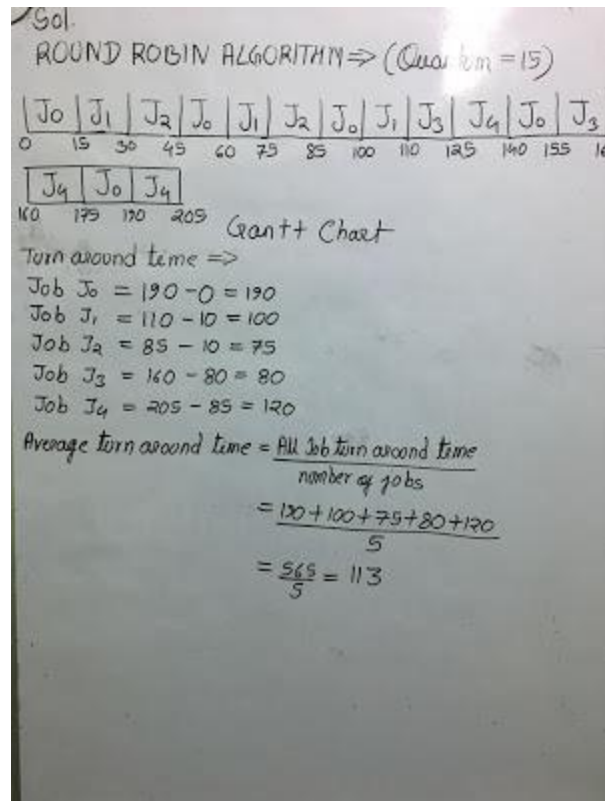 Sol.
ROUND ROBIN ALGORITHM => (Quantum = 15)
J0 J1 J2 J0 J1 J2 J0 J1 J3 J4 J0 J3
0 15 30 45 60 75 85 100 110 125 140 155
J4 J0 J4
160 175 190 205 Gantt Chart
Turn around time =>
Job J0 = 190 - 0 = 190
Job J1 = 110 - 10 = 100
Job J2 = 85 - 10 = 75
Job J3 = 160 - 80 = 80
Job J4 = 205 - 85 = 120
Average turn around time = All Job turn around time
number of jobs
= 190+100+75+80+120
5
= 565
5 = 113